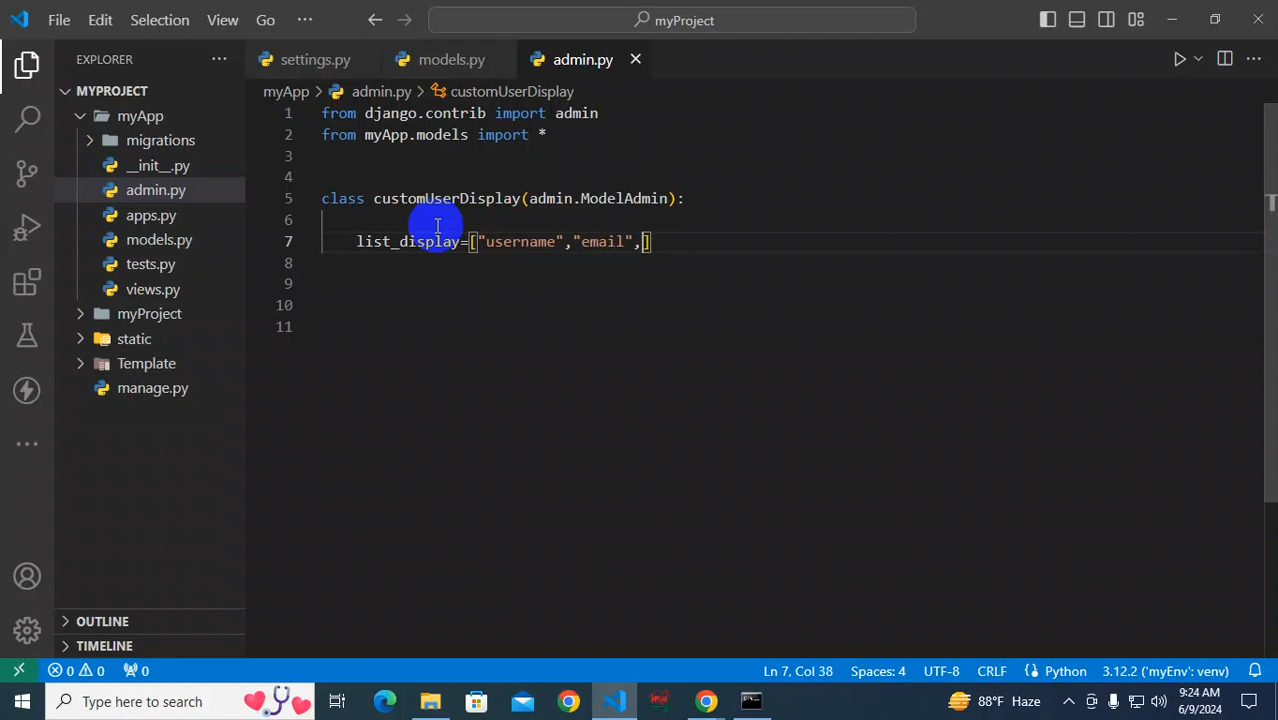 File Edit Selection View Go ··· myProject
EXPLORER ··· settings.py models.py admin.py
MYPROJECT
myApp
migrations
__init__.py
admin.py
apps.py
models.py
tests.py
views.py
myProject
static
Template
manage.py
OUTLINE
TIMELINE
myApp > admin.py > customUserDisplay
1 from django.contrib import admin
2 from myApp.models import *
3
4
5 class customUserDisplay(admin.ModelAdmin):
6
7 list_display=["username","email",]
8
9
10
11
0 0 0 Ln 7, Col 38 Spaces: 4 UTF-8 CRLF Python 3.12.2 ('myEnv': venv)
Type here to search 88°F Haze 9:24 AM
6/9/2024